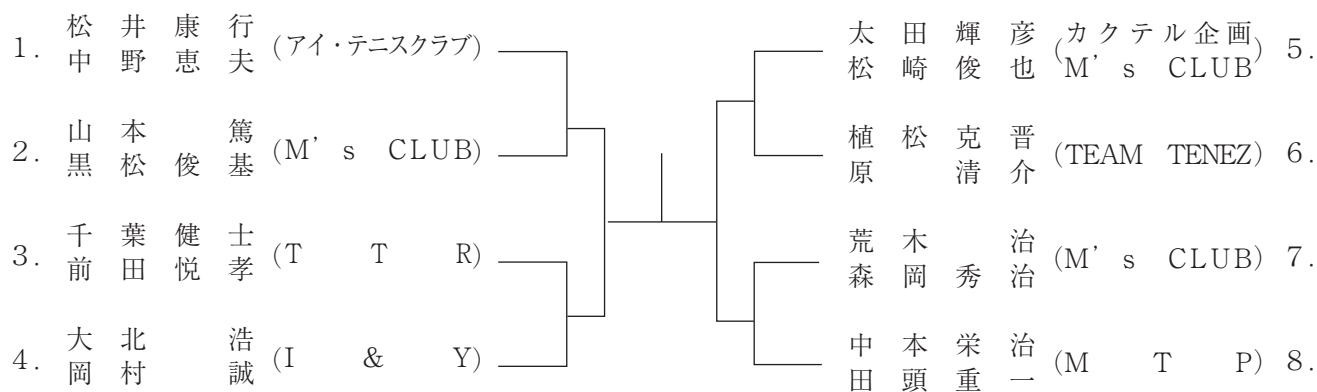 1. 松井康行 (アイ・テニスクラブ)
中野恵夫
2. 山本篤 (M's CLUB)
黒松俊基
3. 千葉健士 (TTR)
前田悦孝
4. 大北浩 (I & Y)
岡村誠
太田輝彦 (カクテル企画 5.
松崎俊也 M's CLUB)
植松克晋 (TEAM TENEZ) 6.
原清介
荒木治 (M's CLUB) 7.
森岡秀治
中本栄治 (MTP) 8.
田頭重一